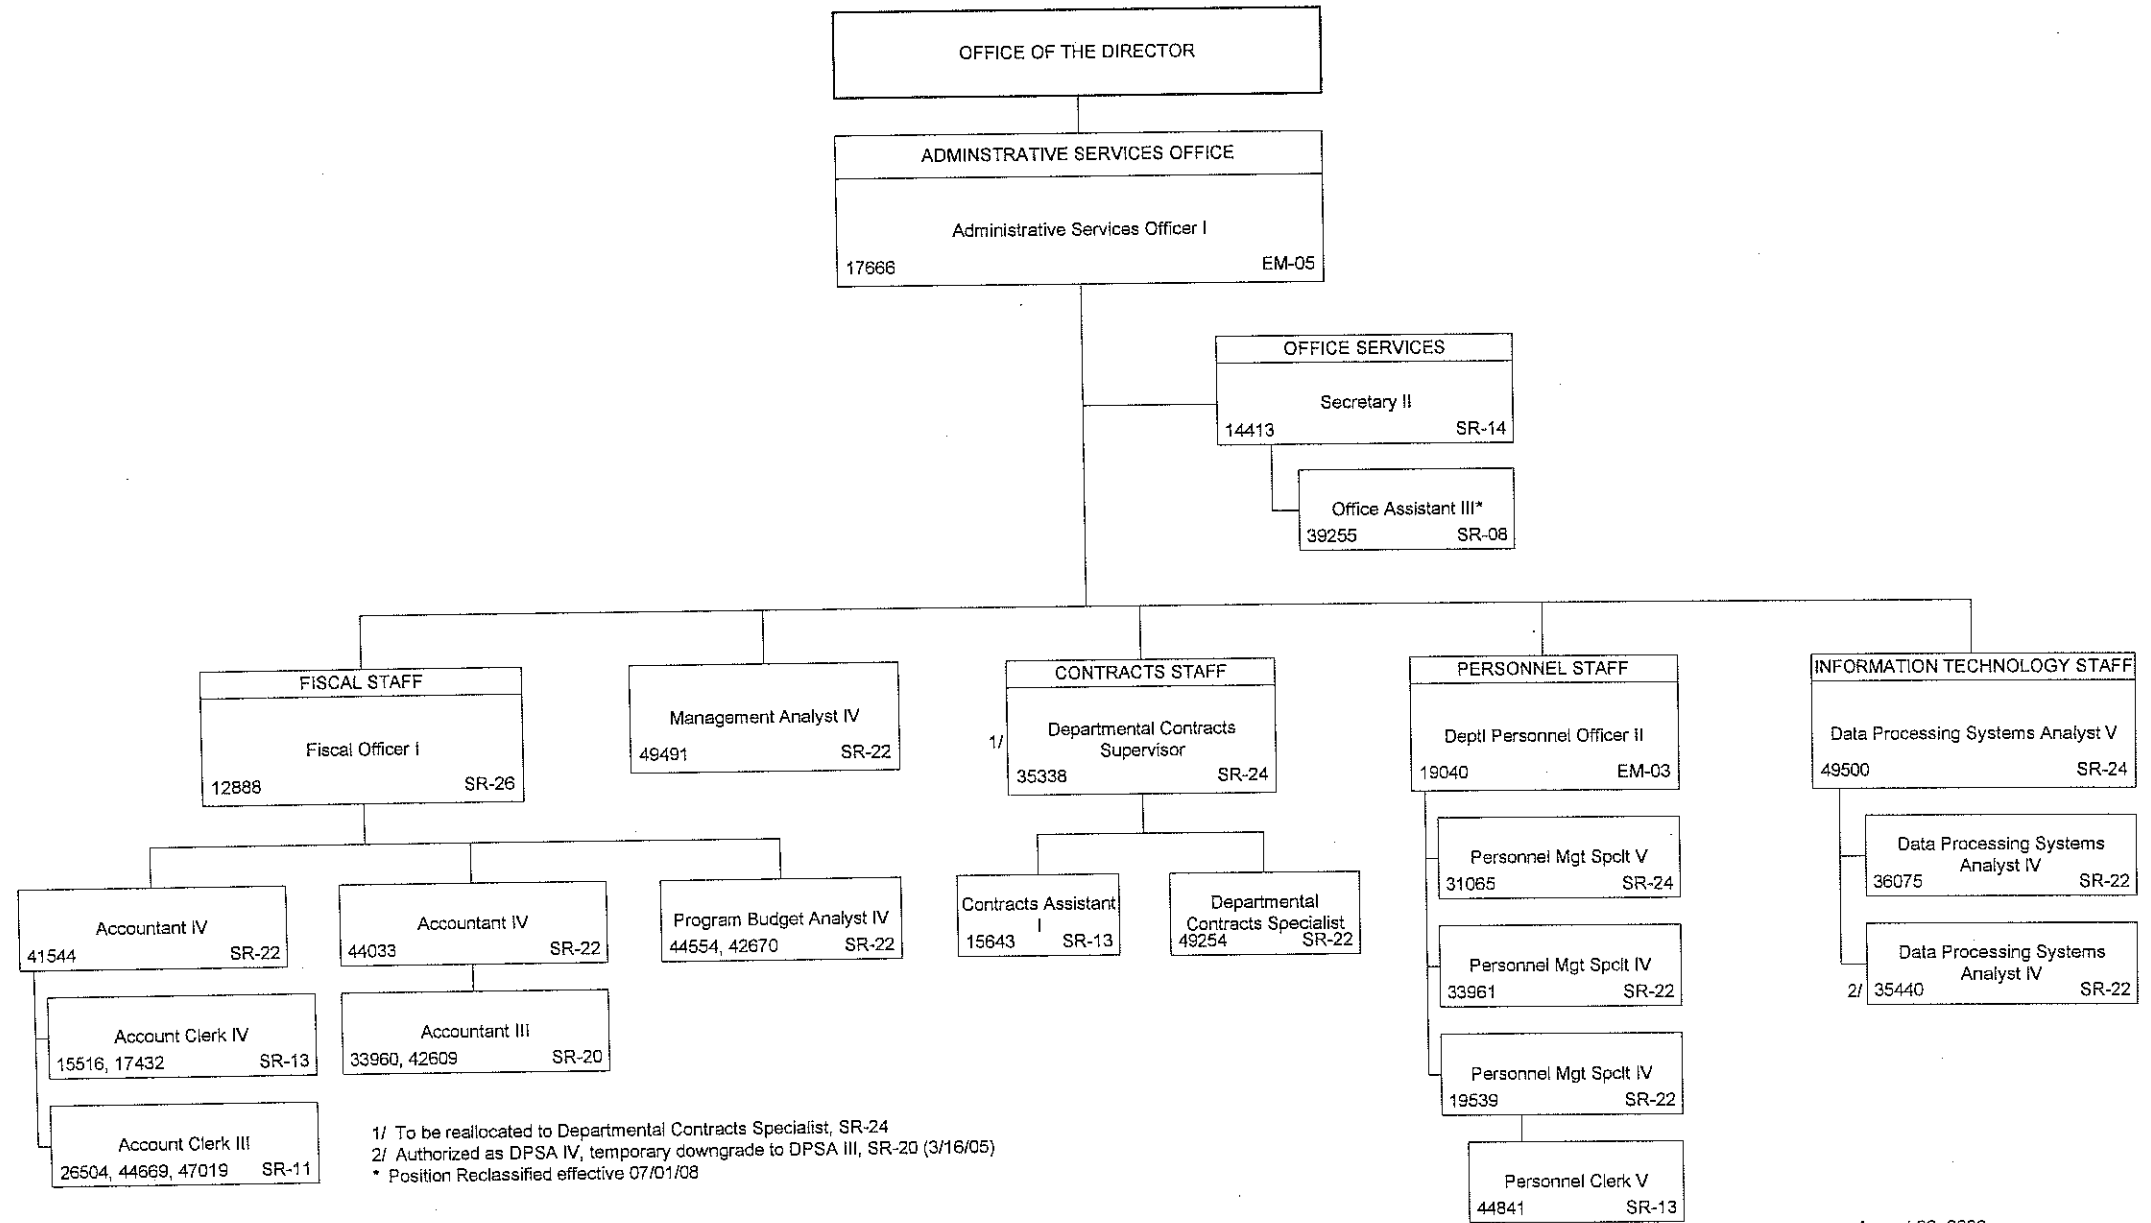 OFFICE OF THE DIRECTOR
ADMINSTRATIVE SERVICES OFFICE
Administrative Services Officer I
17666 EM-05
OFFICE SERVICES
Secretary II
14413 SR-14
Office Assistant III*
39255 SR-08
FISCAL STAFF
Fiscal Officer I
12888 SR-26
Management Analyst IV
49491 SR-22
CONTRACTS STAFF
1/
Departmental Contracts
Supervisor
35338 SR-24
PERSONNEL STAFF
Deptl Personnel Officer II
19040 EM-03
INFORMATION TECHNOLOGY STAFF
Data Processing Systems Analyst V
49500 SR-24
Accountant IV
41544 SR-22
Account Clerk IV
15516, 17432 SR-13
Account Clerk III
26504, 44669, 47019 SR-11
Accountant IV
44033 SR-22
Accountant III
33960, 42609 SR-20
Program Budget Analyst IV
44554, 42670 SR-22
Contracts Assistant
I
15643 SR-13
Departmental
Contracts Specialist
49254 SR-22
Personnel Mgt Spclt V
31065 SR-24
Personnel Mgt Spclt IV
33961 SR-22
Personnel Mgt Spclt IV
19539 SR-22
Personnel Clerk V
44841 SR-13
Data Processing Systems
Analyst IV
36075 SR-22
Data Processing Systems
Analyst IV
2/ 35440 SR-22
1/ To be reallocated to Departmental Contracts Specialist, SR-24
2/ Authorized as DPSA IV, temporary downgrade to DPSA III, SR-20 (3/16/05)
* Position Reclassified effective 07/01/08